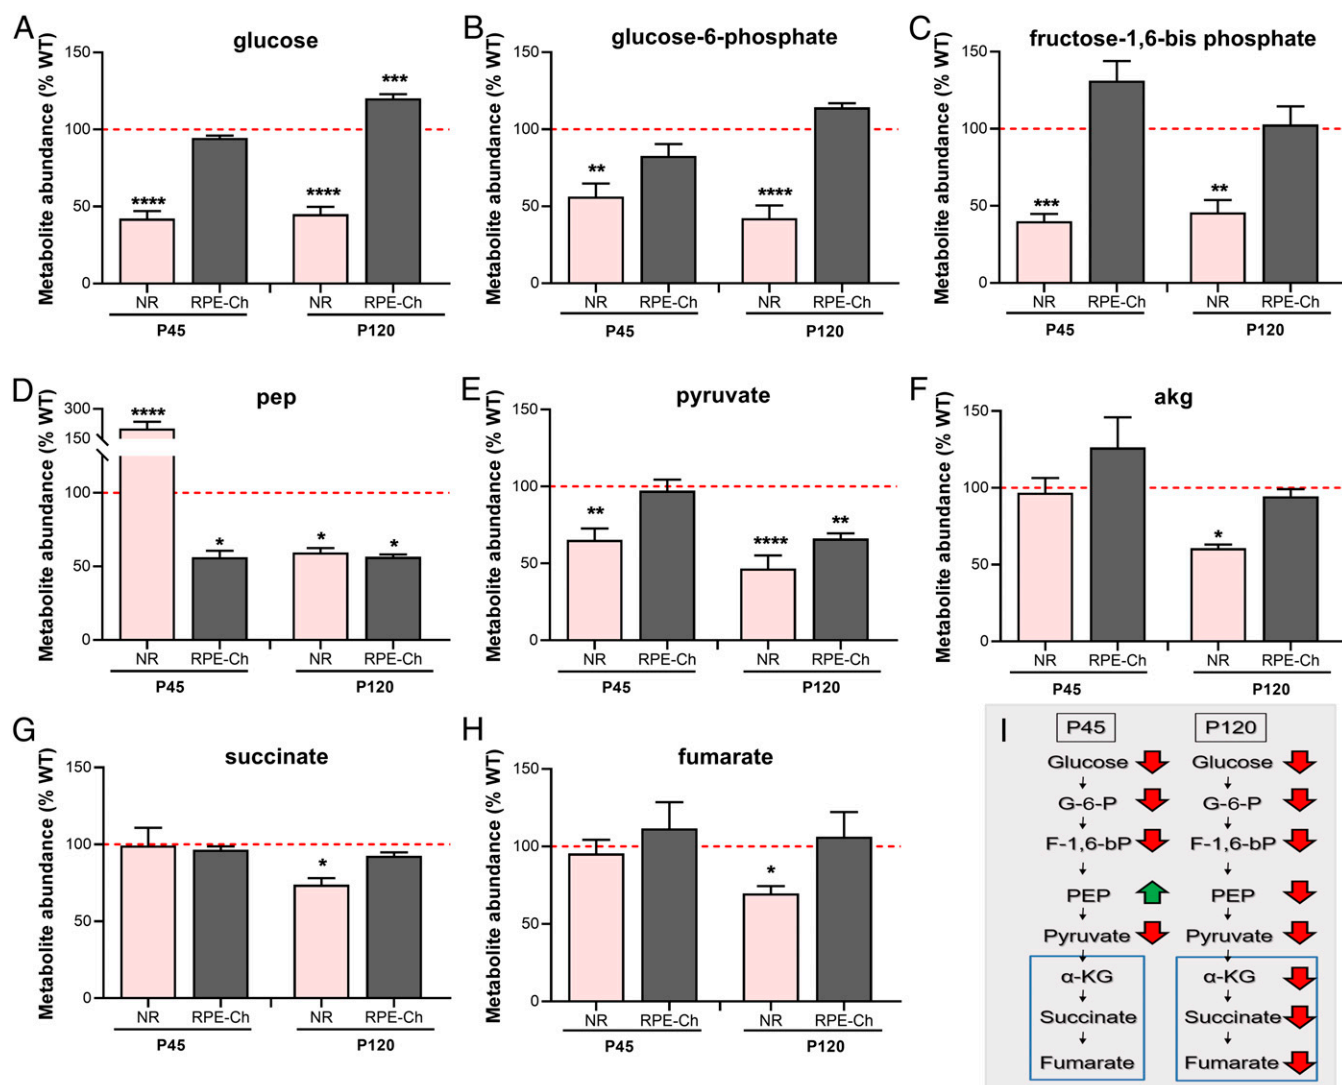 A
glucose
Metabolite abundance (% WT)
150
100
50
0
****
****
***
NR RPE-Ch NR RPE-Ch
P45 P120
B
glucose-6-phosphate
Metabolite abundance (% WT)
150
100
50
0
**
****
NR RPE-Ch NR RPE-Ch
P45 P120
C
fructose-1,6-bis phosphate
Metabolite abundance (% WT)
150
100
50
0
***
**
NR RPE-Ch NR RPE-Ch
P45 P120
D
pep
Metabolite abundance (% WT)
300
150
100
50
0
****
*
*
*
NR RPE-Ch NR RPE-Ch
P45 P120
E
pyruvate
Metabolite abundance (% WT)
150
100
50
0
**
****
**
NR RPE-Ch NR RPE-Ch
P45 P120
F
akg
Metabolite abundance (% WT)
150
100
50
0
*
NR RPE-Ch NR RPE-Ch
P45 P120
G
succinate
Metabolite abundance (% WT)
150
100
50
0
*
NR RPE-Ch NR RPE-Ch
P45 P120
H
fumarate
Metabolite abundance (% WT)
150
100
50
0
*
NR RPE-Ch NR RPE-Ch
P45 P120
I
P45 P120
Glucose Glucose
G-6-P G-6-P
F-1,6-bP F-1,6-bP
PEP PEP
Pyruvate Pyruvate
α-KG α-KG
Succinate Succinate
Fumarate Fumarate